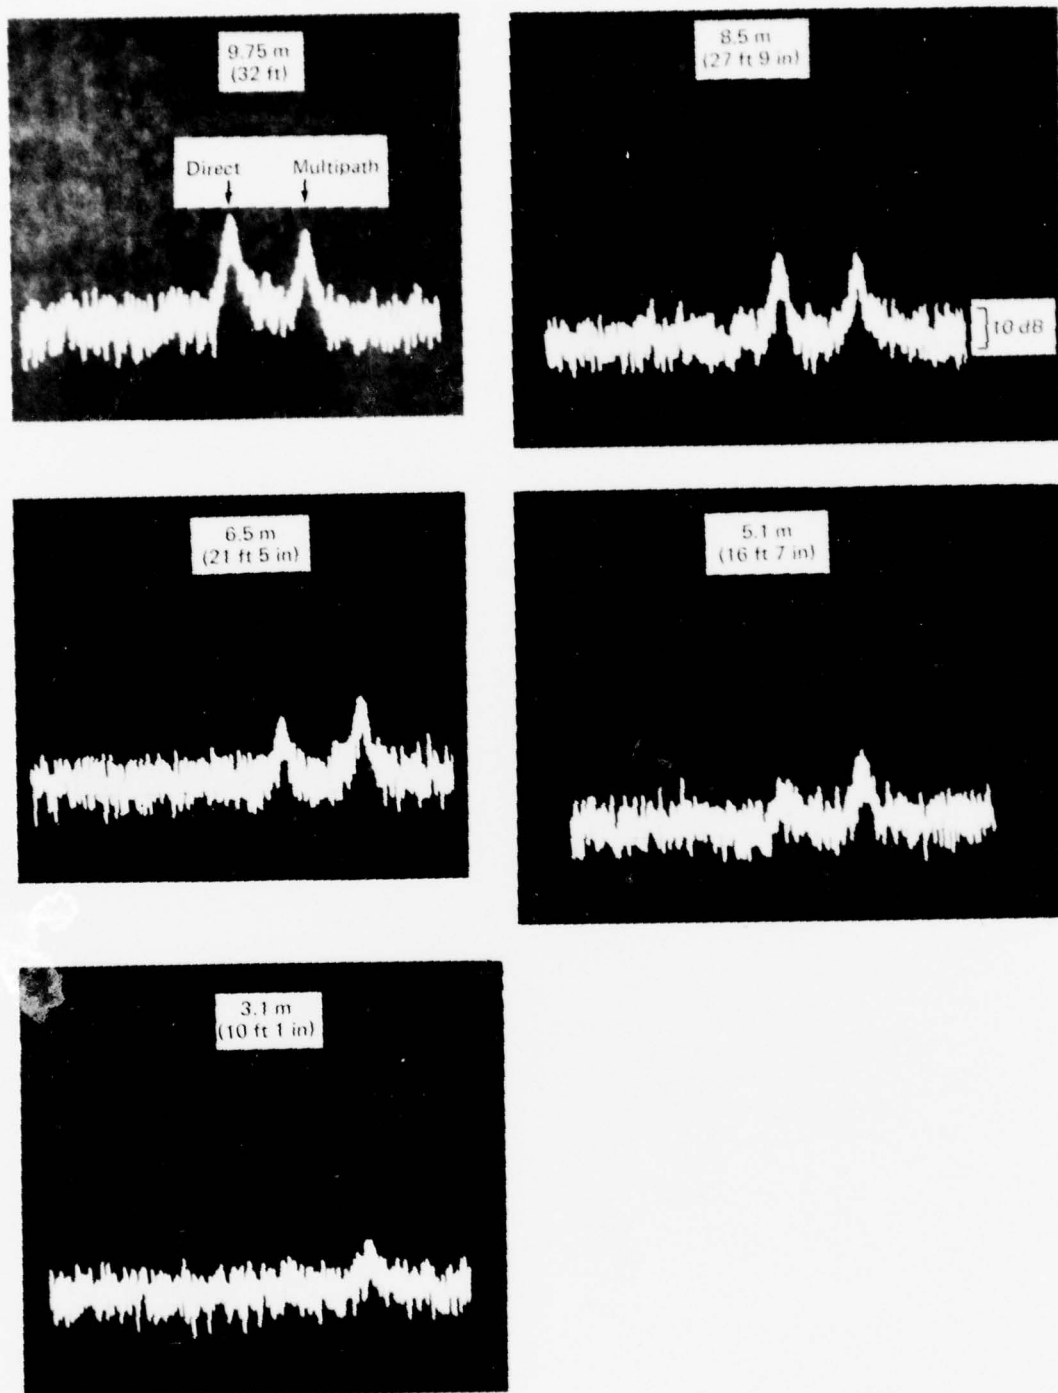 9.75 m
(32 ft)
Direct Multipath
8.5 m
(27 ft 9 in)
10 dB
6.5 m
(21 ft 5 in)
5.1 m
(16 ft 7 in)
3.1 m
(10 ft 1 in)